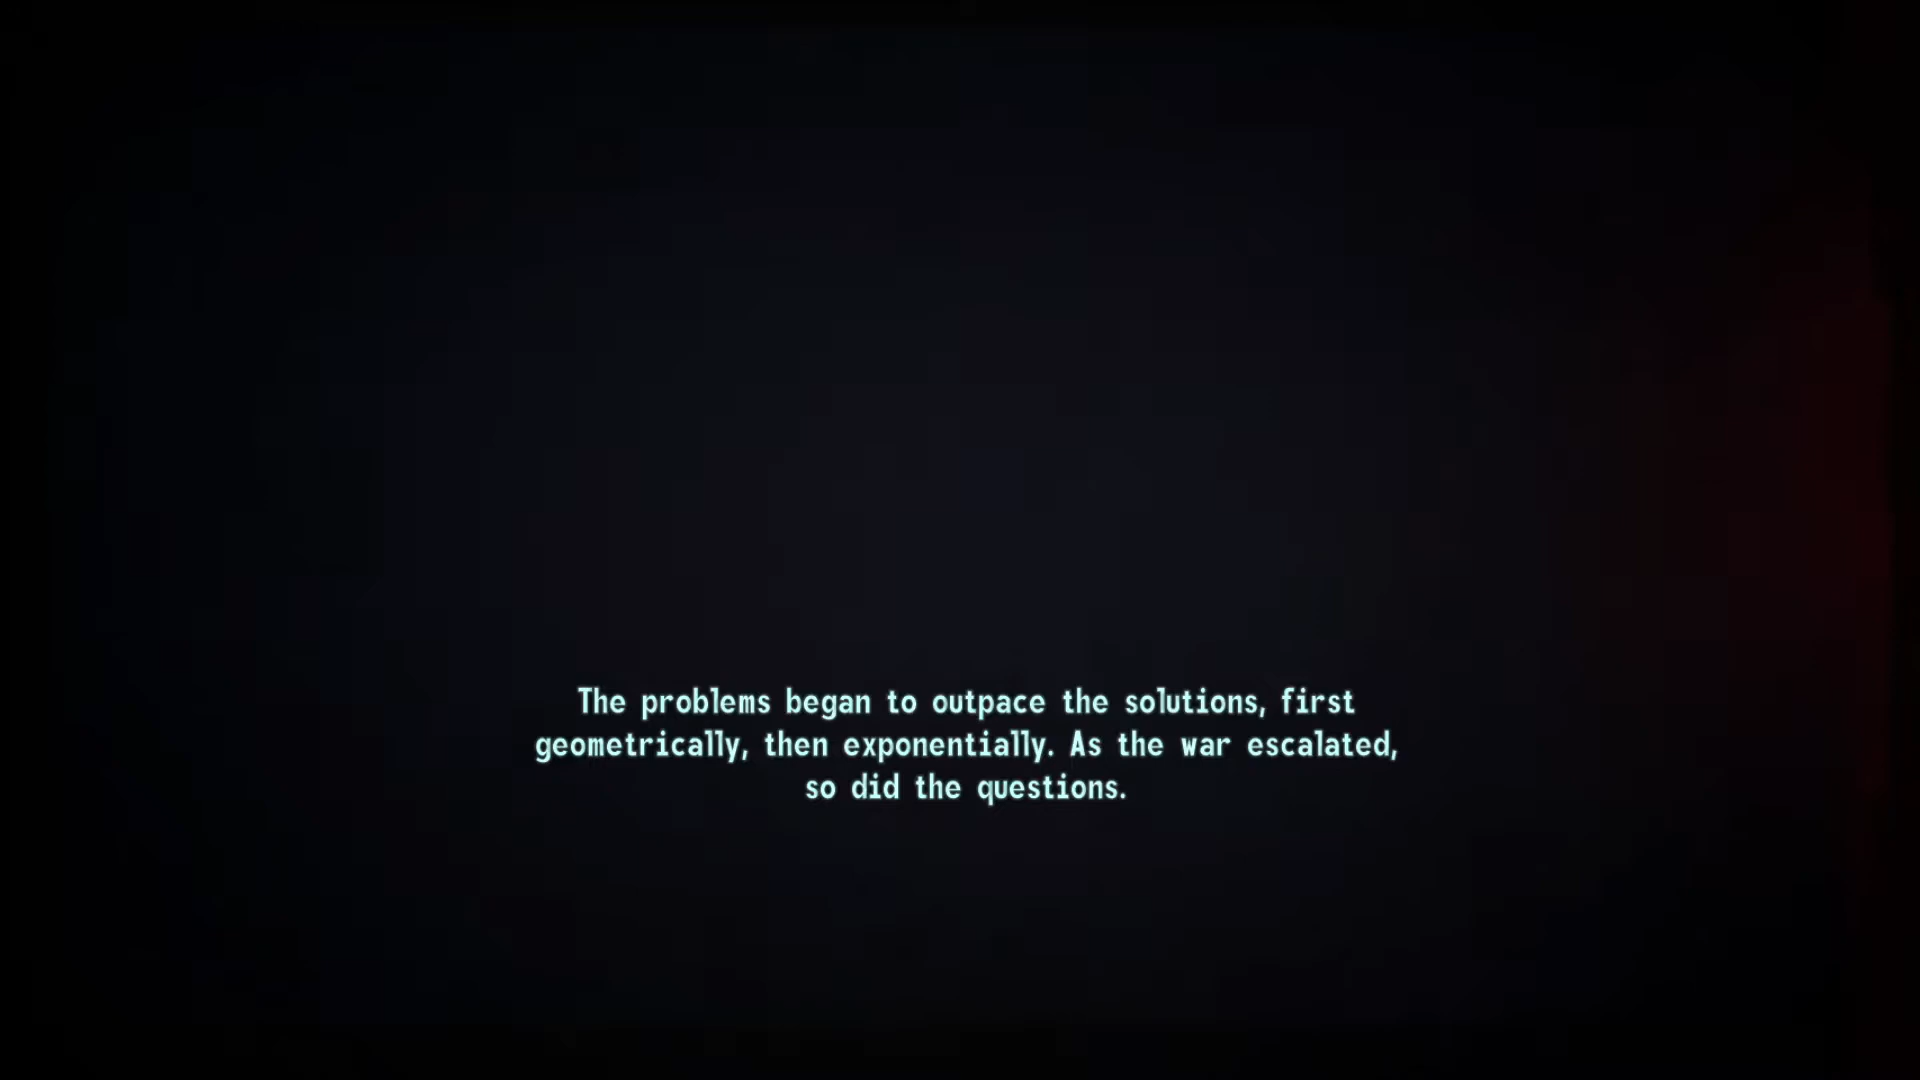 The problems began to outpace the solutions, first
geometrically, then exponentially. As the war escalated,
so did the questions.